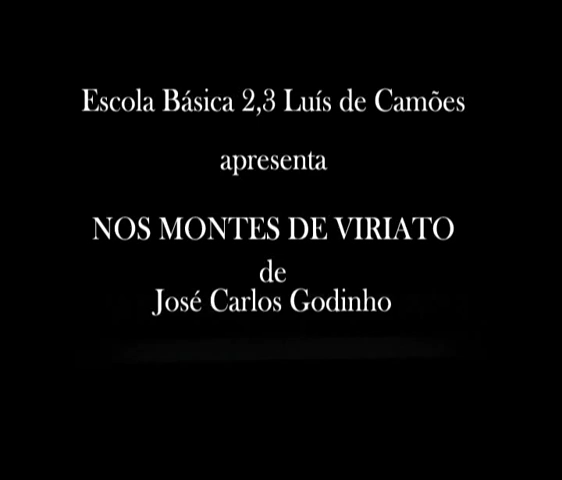 Escola Básica 2,3 Luís de Camões
apresenta
NOS MONTES DE VIRIATO
de
José Carlos Godinho